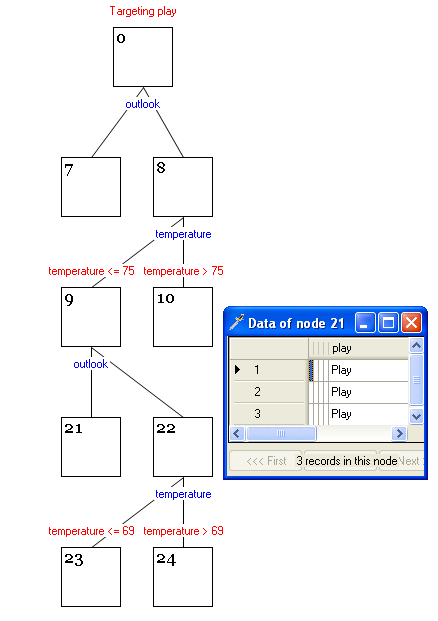 Targeting play
0
outlook
7
8
temperature
temperature <= 75
temperature > 75
9
10
outlook
21
22
temperature
temperature <= 69
temperature > 69
23
24
Data of node 21
play
1 Play
2 Play
3 Play
<<< First 3 records in this node Next